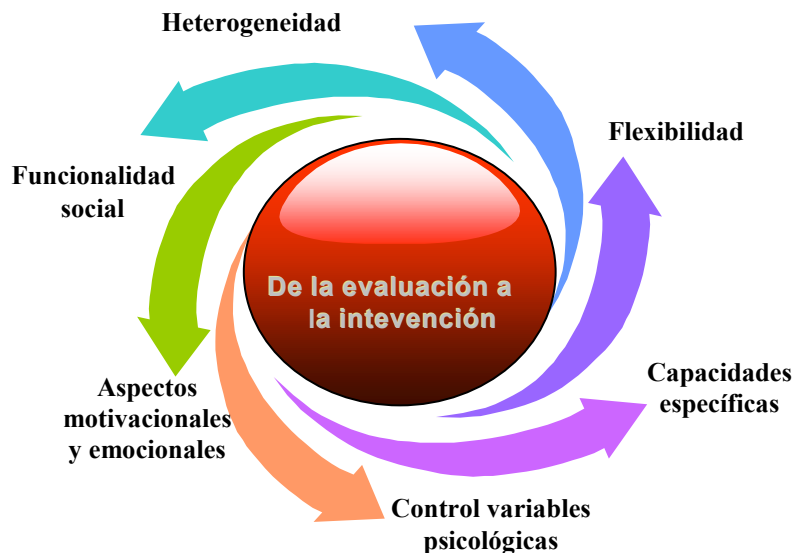 Heterogeneidad
Flexibilidad
Funcionalidad
social
De la evaluación a
la intevención
Capacidades
específicas
Aspectos
motivacionales
y emocionales
Control variables
psicológicas